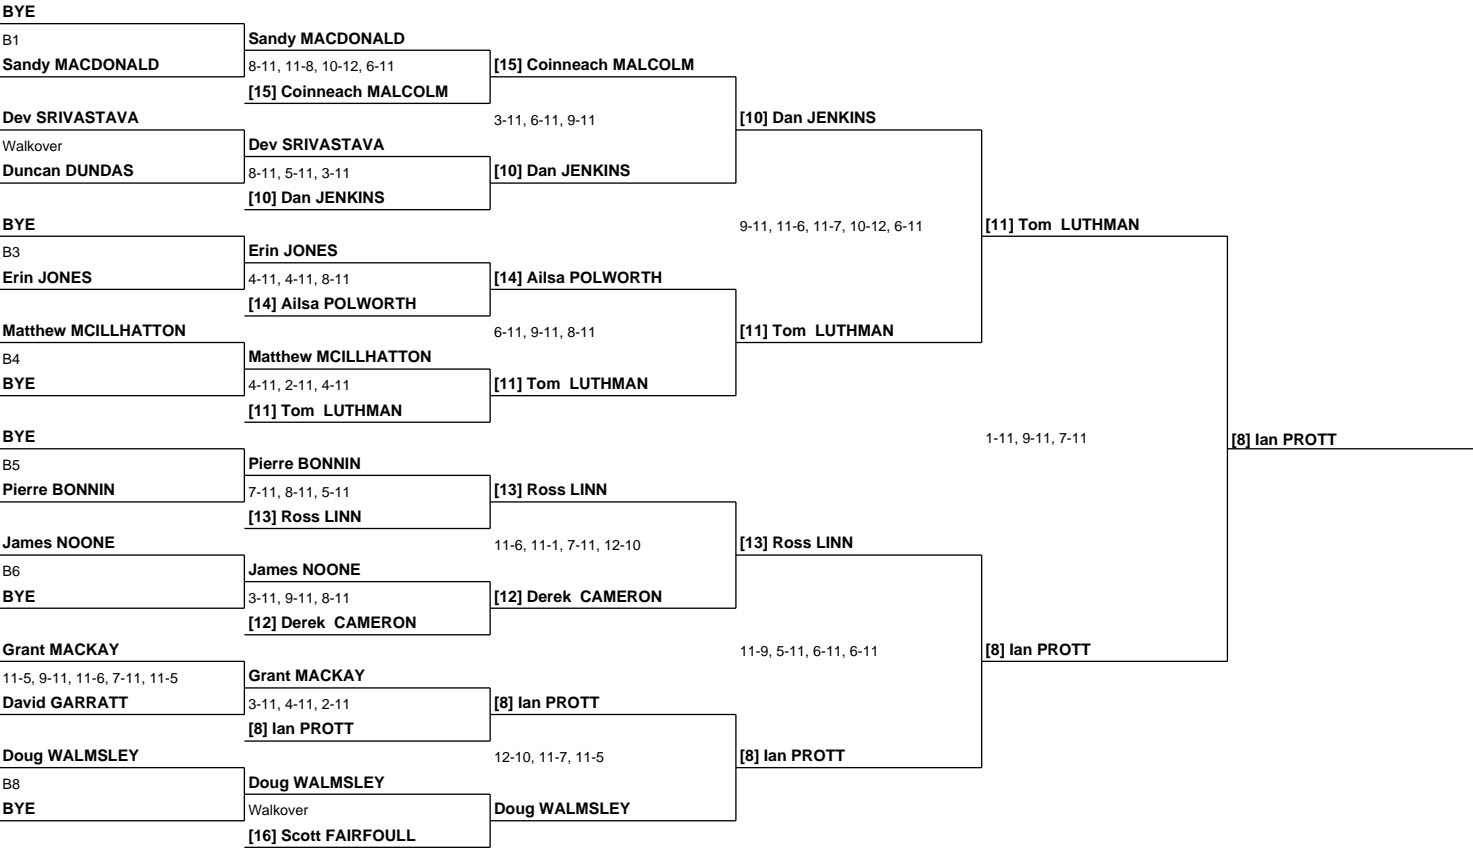 BYE
B1
Sandy MACDONALD
Dev SRIVASTAVA
Walkover
Duncan DUNDAS
BYE
B3
Erin JONES
Matthew MCILLHATTON
B4
BYE
BYE
B5
Pierre BONNIN
James NOONE
B6
BYE
Grant MACKAY
11-5, 9-11, 11-6, 7-11, 11-5
David GARRATT
Doug WALMSLEY
B8
BYE
Sandy MACDONALD
8-11, 11-8, 10-12, 6-11
[15] Coinneach MALCOLM
Dev SRIVASTAVA
8-11, 5-11, 3-11
[10] Dan JENKINS
Erin JONES
4-11, 4-11, 8-11
[14] Ailsa POLWORTH
Matthew MCILLHATTON
4-11, 2-11, 4-11
[11] Tom  LUTHMAN
Pierre BONNIN
7-11, 8-11, 5-11
[13] Ross LINN
James NOONE
3-11, 9-11, 8-11
[12] Derek  CAMERON
Grant MACKAY
3-11, 4-11, 2-11
[8] Ian PROTT
Doug WALMSLEY
Walkover
[16] Scott FAIRFOULL
[15] Coinneach MALCOLM
3-11, 6-11, 9-11
[10] Dan JENKINS
[14] Ailsa POLWORTH
6-11, 9-11, 8-11
[11] Tom  LUTHMAN
[13] Ross LINN
11-6, 11-1, 7-11, 12-10
[12] Derek  CAMERON
[8] Ian PROTT
12-10, 11-7, 11-5
Doug WALMSLEY
[10] Dan JENKINS
9-11, 11-6, 11-7, 10-12, 6-11
[11] Tom  LUTHMAN
[13] Ross LINN
11-9, 5-11, 6-11, 6-11
[8] Ian PROTT
[11] Tom  LUTHMAN
1-11, 9-11, 7-11
[8] Ian PROTT
[8] Ian PROTT